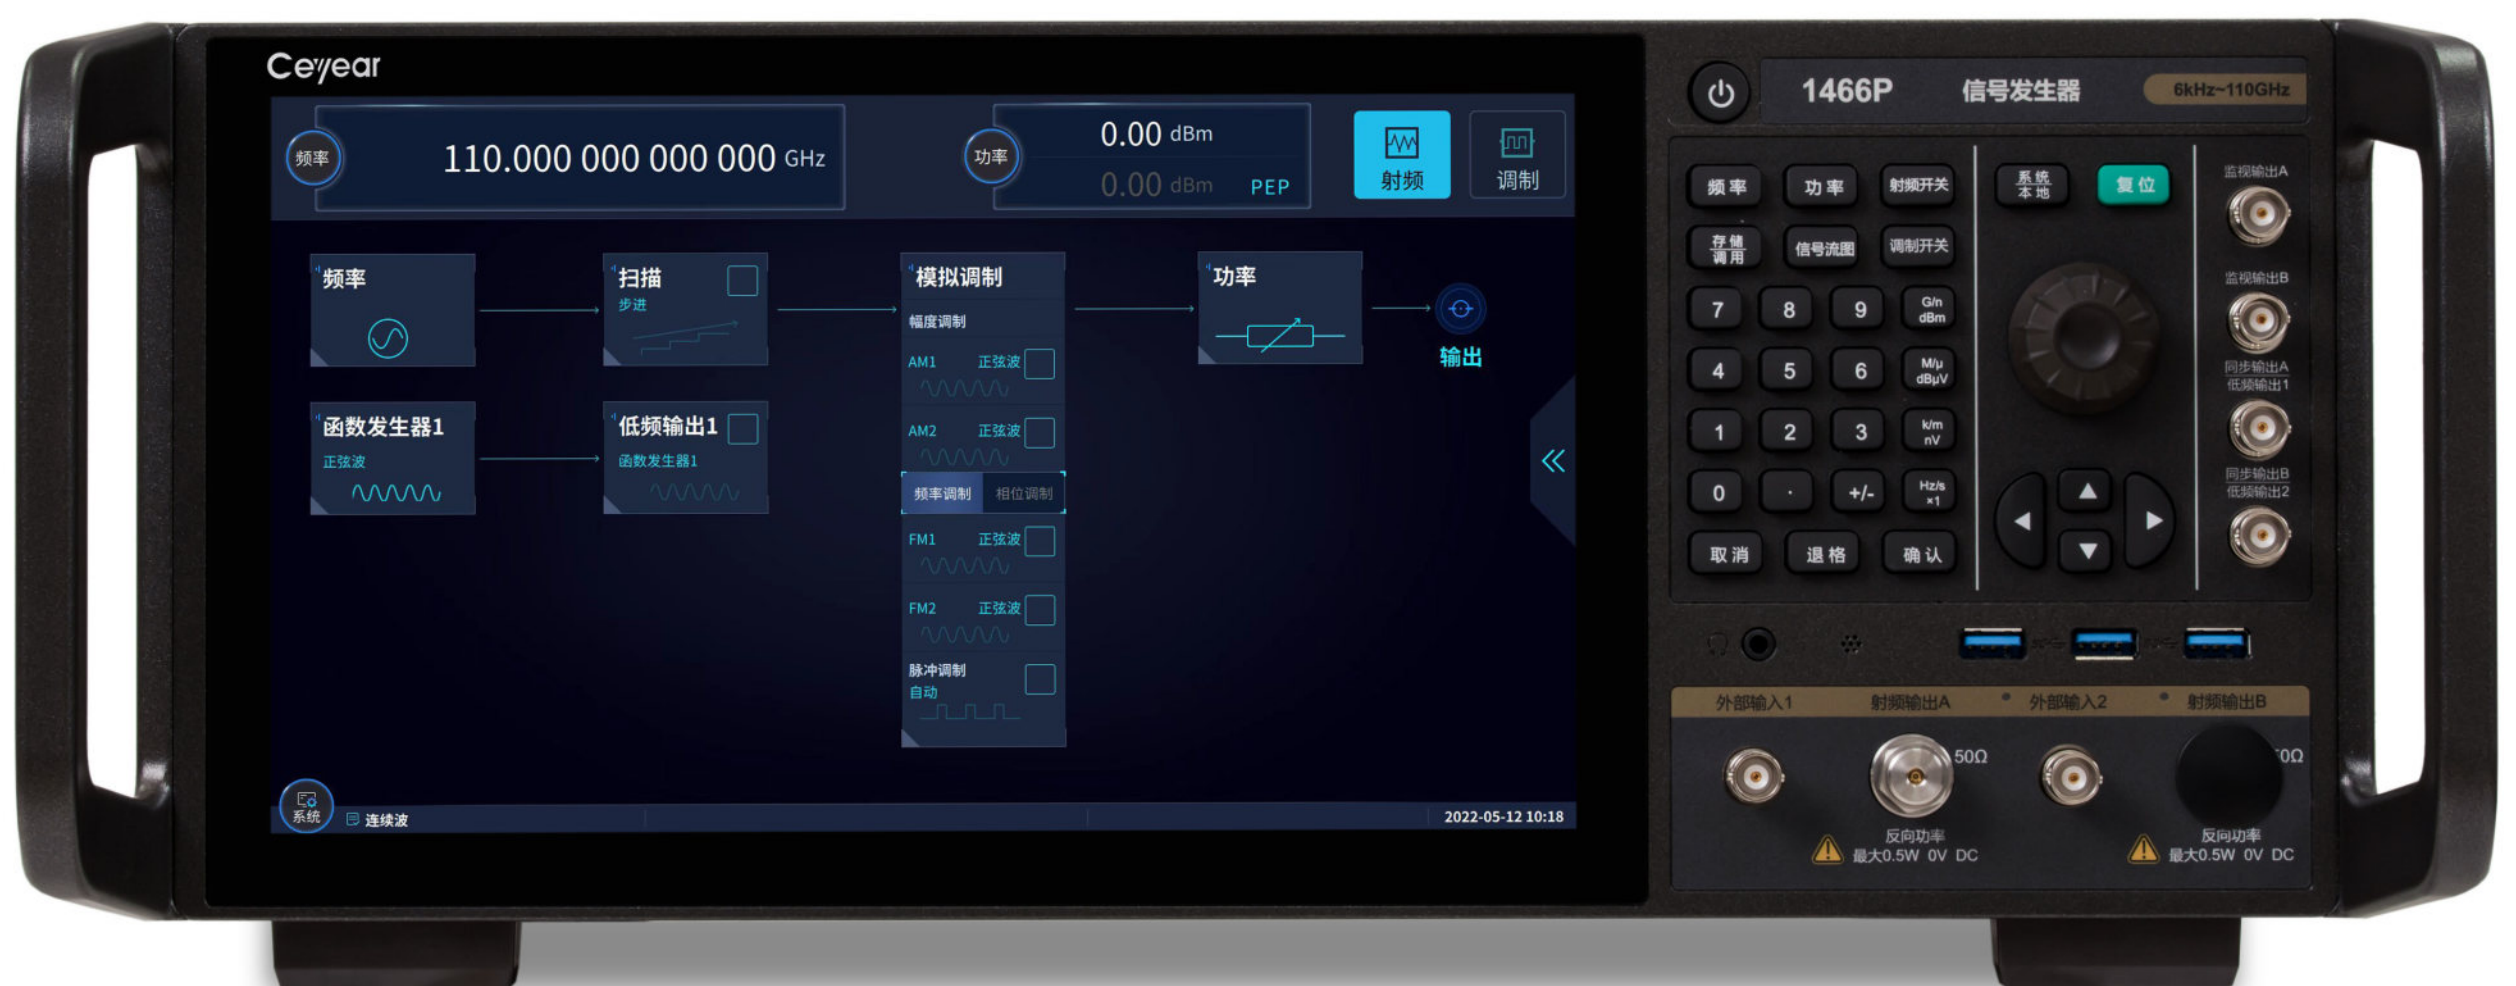 Ceyear
频率
110.000 000 000 000 GHz
功率
0.00 dBm
0.00 dBm PEP
射频
调制
频率
扫描
步进
模拟调制
幅度调制
AM1 正弦波
AM2 正弦波
频率调制 相位调制
FM1 正弦波
FM2 正弦波
脉冲调制
自动
功率
输出
函数发生器1
正弦波
低频输出1
函数发生器1
系统
连续波
2022-05-12 10:18
1466P 信号发生器 6kHz~110GHz
频率 功率 射频开关
存储
调用
信号流图 调制开关
7 8 9 G/n
dBm
4 5 6 M/μ
dBμV
1 2 3 k/m
nV
0 · +/- Hz/s
×1
取消 退格 确认
系统
本地
复位
监视输出A
监视输出B
同步输出A
低频输出1
同步输出B
低频输出2
外部输入1 射频输出A 外部输入2 射频输出B
50Ω
0Ω
反向功率
最大0.5W 0V DC
反向功率
最大0.5W 0V DC